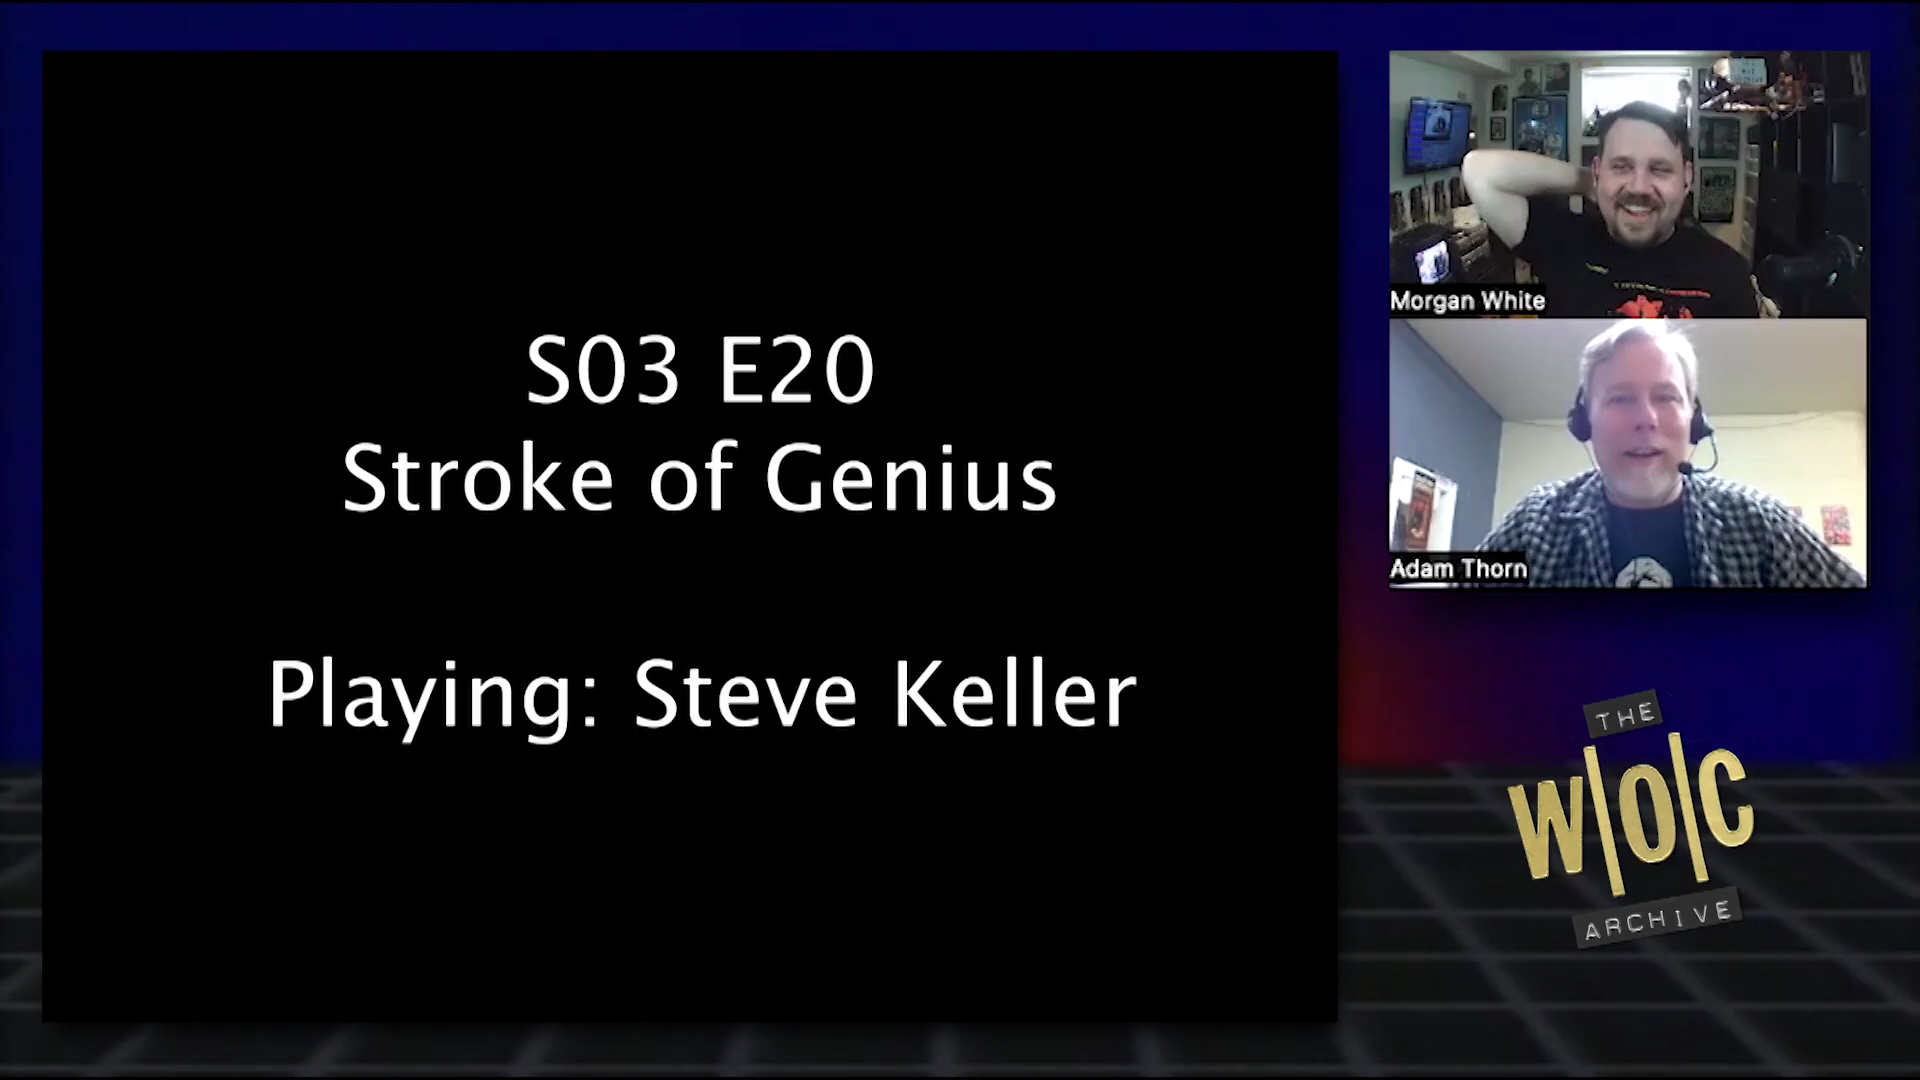 S03 E20
Stroke of Genius
Playing: Steve Keller
Morgan White
Adam Thorn
THE
W|O|C
ARCHIVE